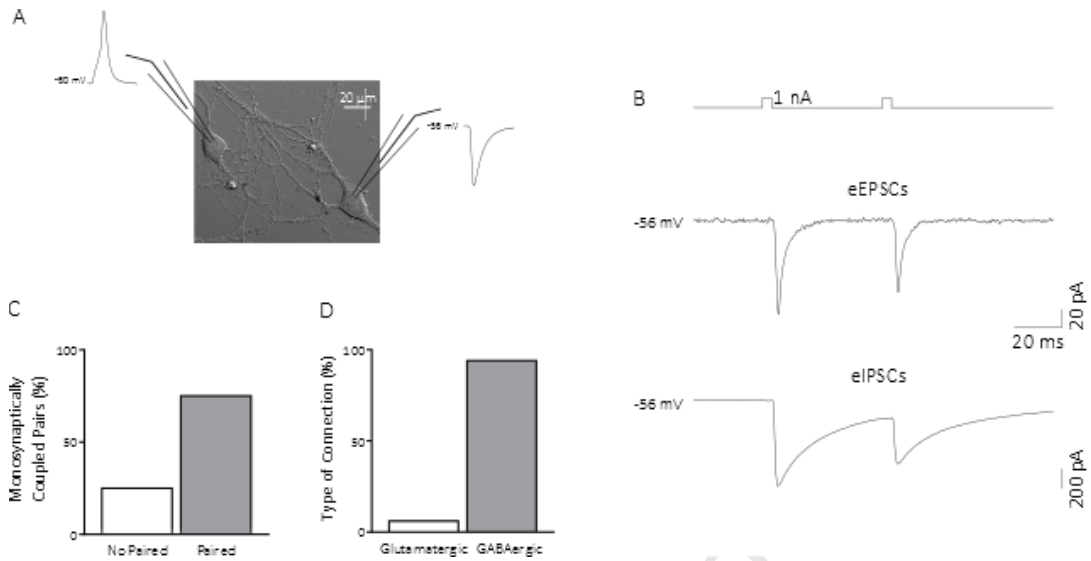 A
-60 mV
20 μm
-56 mV
B
1 nA
eEPSCs
-56 mV
20 pA
20 ms
eIPSCs
-56 mV
200 pA
C
Monosynaptically
Coupled Pairs (%)
100
50
0
No Paired
Paired
D
Type of Connection (%)
100
50
0
Glutamatergic
GABAergic